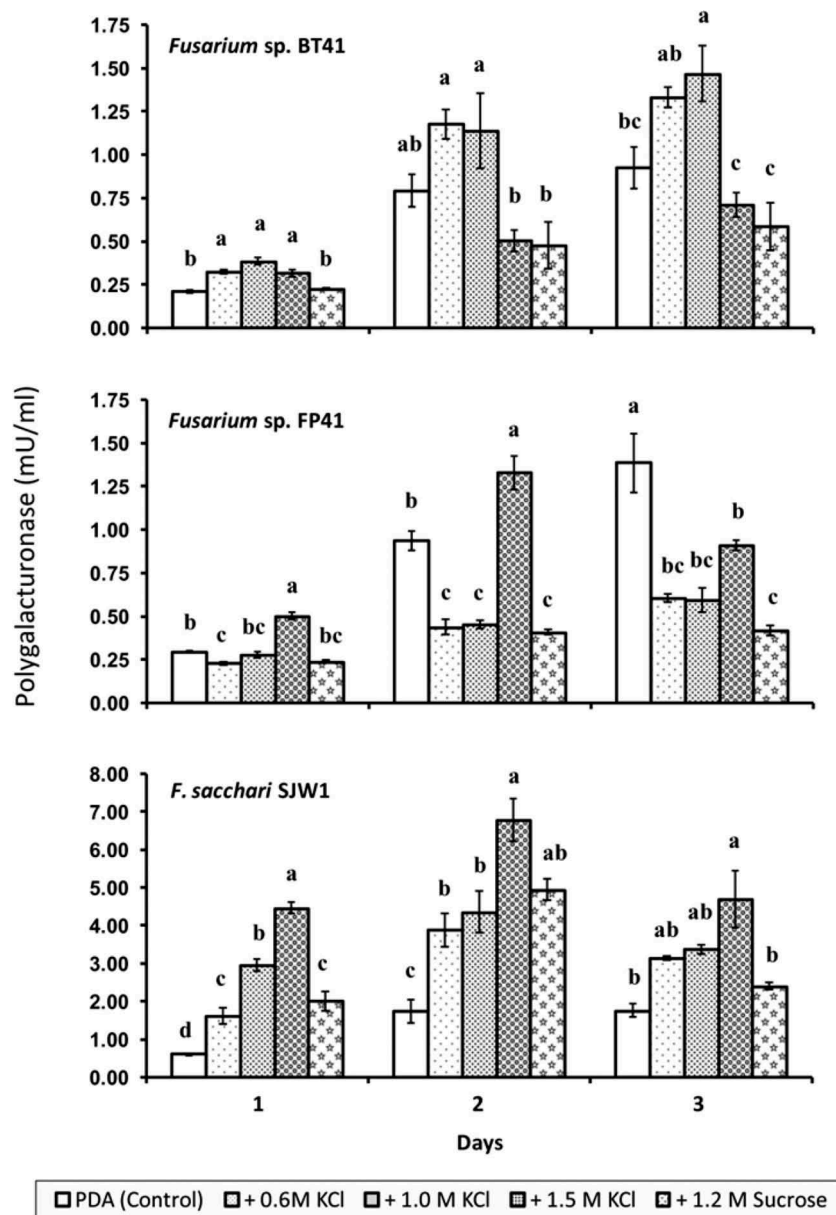 Polygalacturonase (mU/ml)
Fusarium sp. BT41
1.75
1.50
1.25
1.00
0.75
0.50
0.25
0.00
b a a a b
ab a a b b
bc ab a c c
Fusarium sp. FP41
1.75
1.50
1.25
1.00
0.75
0.50
0.25
0.00
b c bc a bc
b c c a c
a bc bc b c
F. sacchari SJW1
8.00
7.00
6.00
5.00
4.00
3.00
2.00
1.00
0.00
d c b a c
c b b a ab
b ab ab a b
1 2 3
Days
PDA (Control) + 0.6M KCl + 1.0 M KCl + 1.5 M KCl + 1.2 M Sucrose